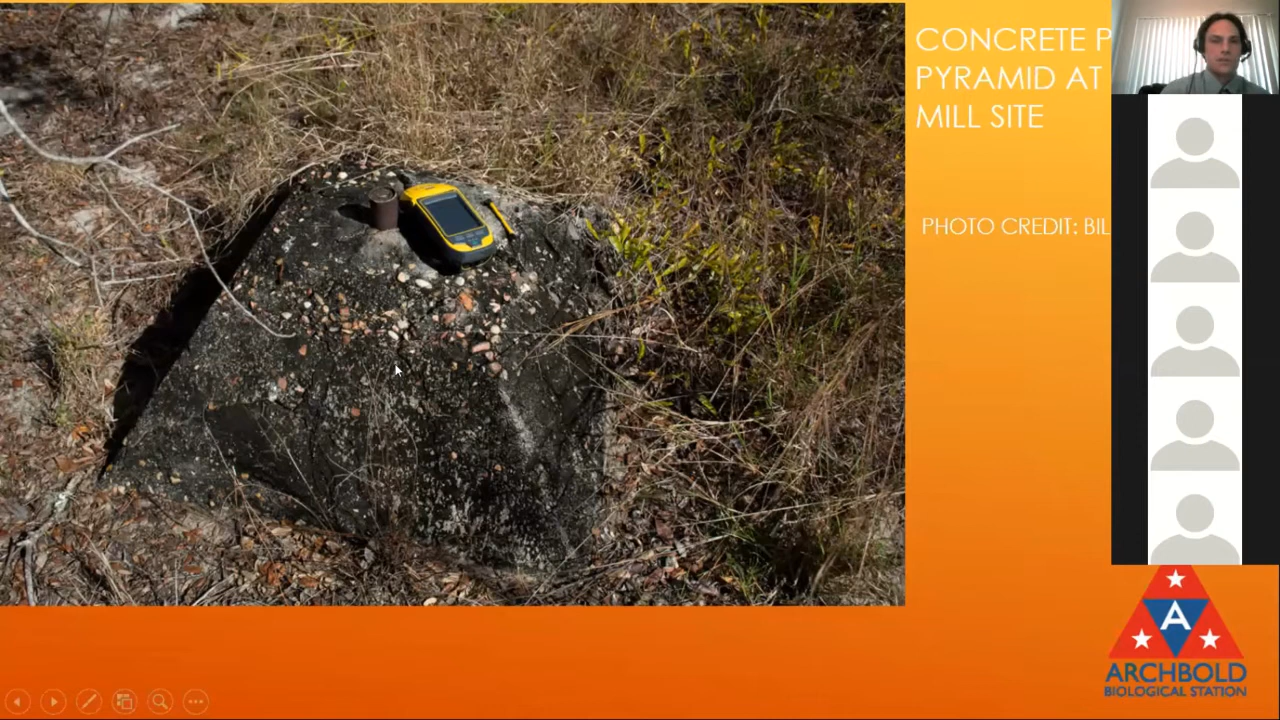 CONCRETE P
PYRAMID AT
MILL SITE
PHOTO CREDIT: BIL
A
ARCHBOLD
BIOLOGICAL STATION